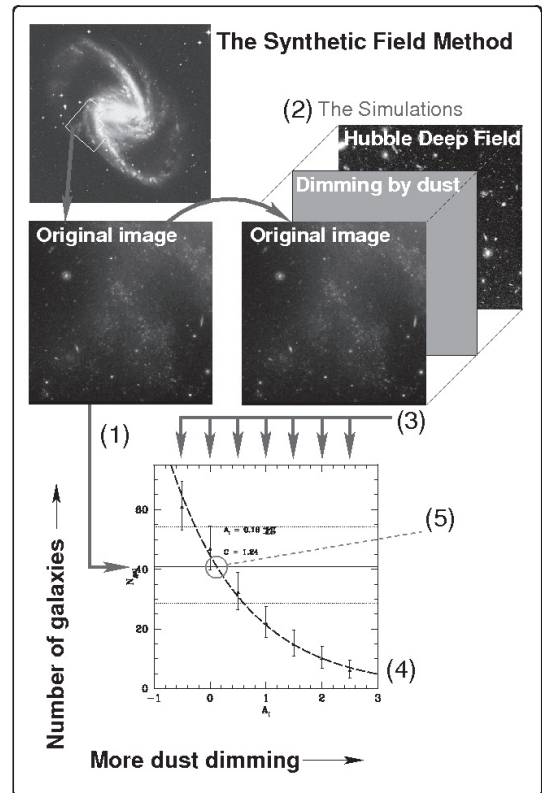 The Synthetic Field Method
(2) The Simulations
Hubble Deep Field
Dimming by dust
Original image
Original image
(1)
(3)
Number of galaxies
60
40
20
0
(5)
C = 1.24
(4)
-1 0 1 2 3
More dust dimming